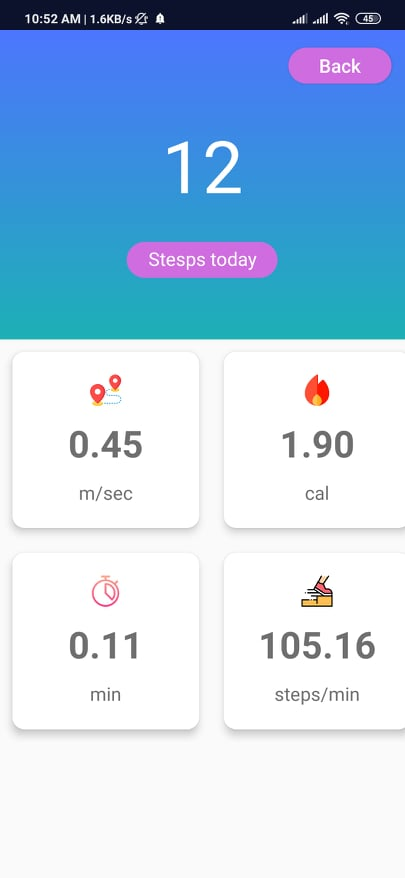 10:52 AM | 1.6KB/s 45
Back
12
Stesps today
0.45
1.90
m/sec
cal
0.11
105.16
min
steps/min